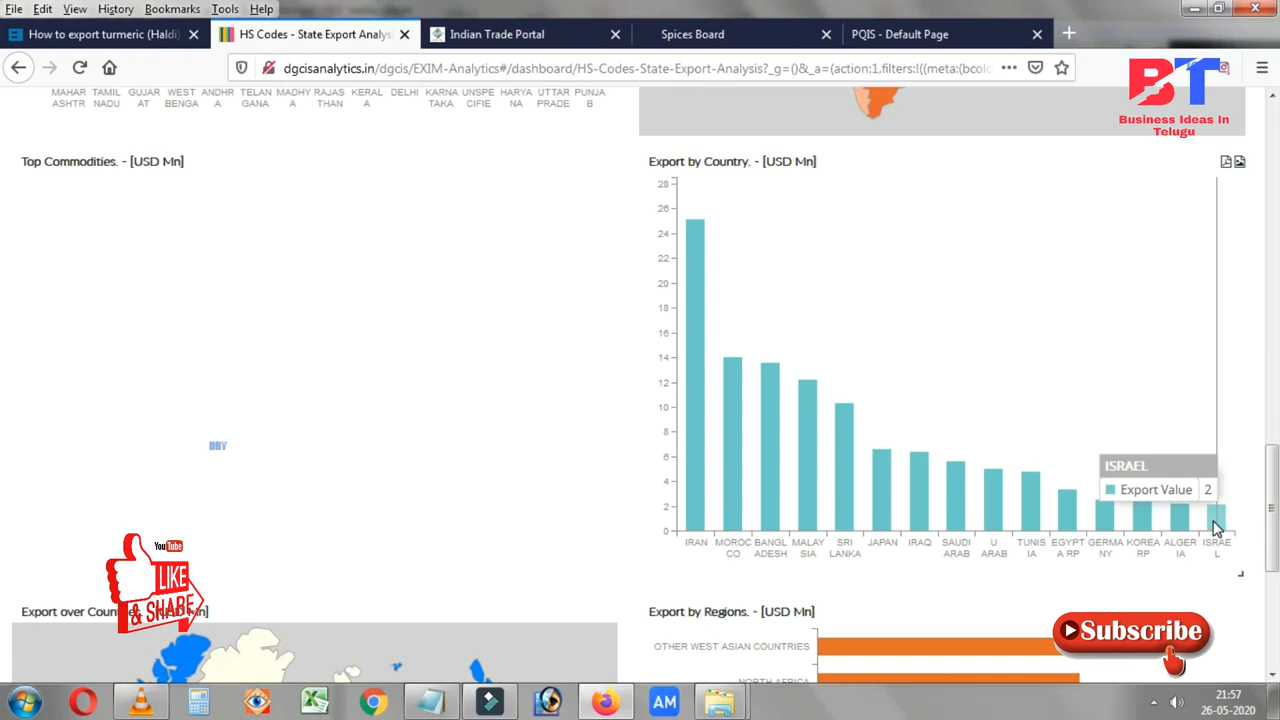 File Edit View History Bookmarks Tools Help
How to export turmeric (Haldi)
HS Codes - State Export Analysis
Indian Trade Portal
Spices Board
PQIS - Default Page
dgcisanalytics.in/dgcis/EXIM-Analytics#/dashboard/HS-Codes-State-Export-Analysis?_g=()&_a=(action:1,filters:!((meta:(bcolo
BT
Business Ideas In
Telugu
MAHAR
ASHTR
TAMIL
NADU
GUJAR
AT
WEST
BENGA
ANDHR
A
TELAN
GANA
MADHY
A
RAJAS
THAN
KERAL
A
DELHI
KARNA
TAKA
UNSPE
CIFIE
HARYA
NA
UTTAR
PRADE
PUNJA
B
Top Commodities. - [USD Mn]
DRY
Export by Country. - [USD Mn]
28
26
24
22
20
18
16
14
12
10
8
6
4
2
0
ISRAEL
Export Value 2
IRAN
MOROC
CO
BANGL
ADESH
MALAY
SIA
SRI
LANKA
JAPAN
IRAQ
SAUDI
ARAB
U
ARAB
TUNIS
IA
EGYPT
A RP
GERMA
NY
KOREA
RP
ALGER
IA
ISRAE
L
YouTube
LIKE
& SHARE
Export over Coun [USD Mn]
Export by Regions. - [USD Mn]
OTHER WEST ASIAN COUNTRIES
NORTH AFRICA
Subscribe
AM
21:57
26-05-2020